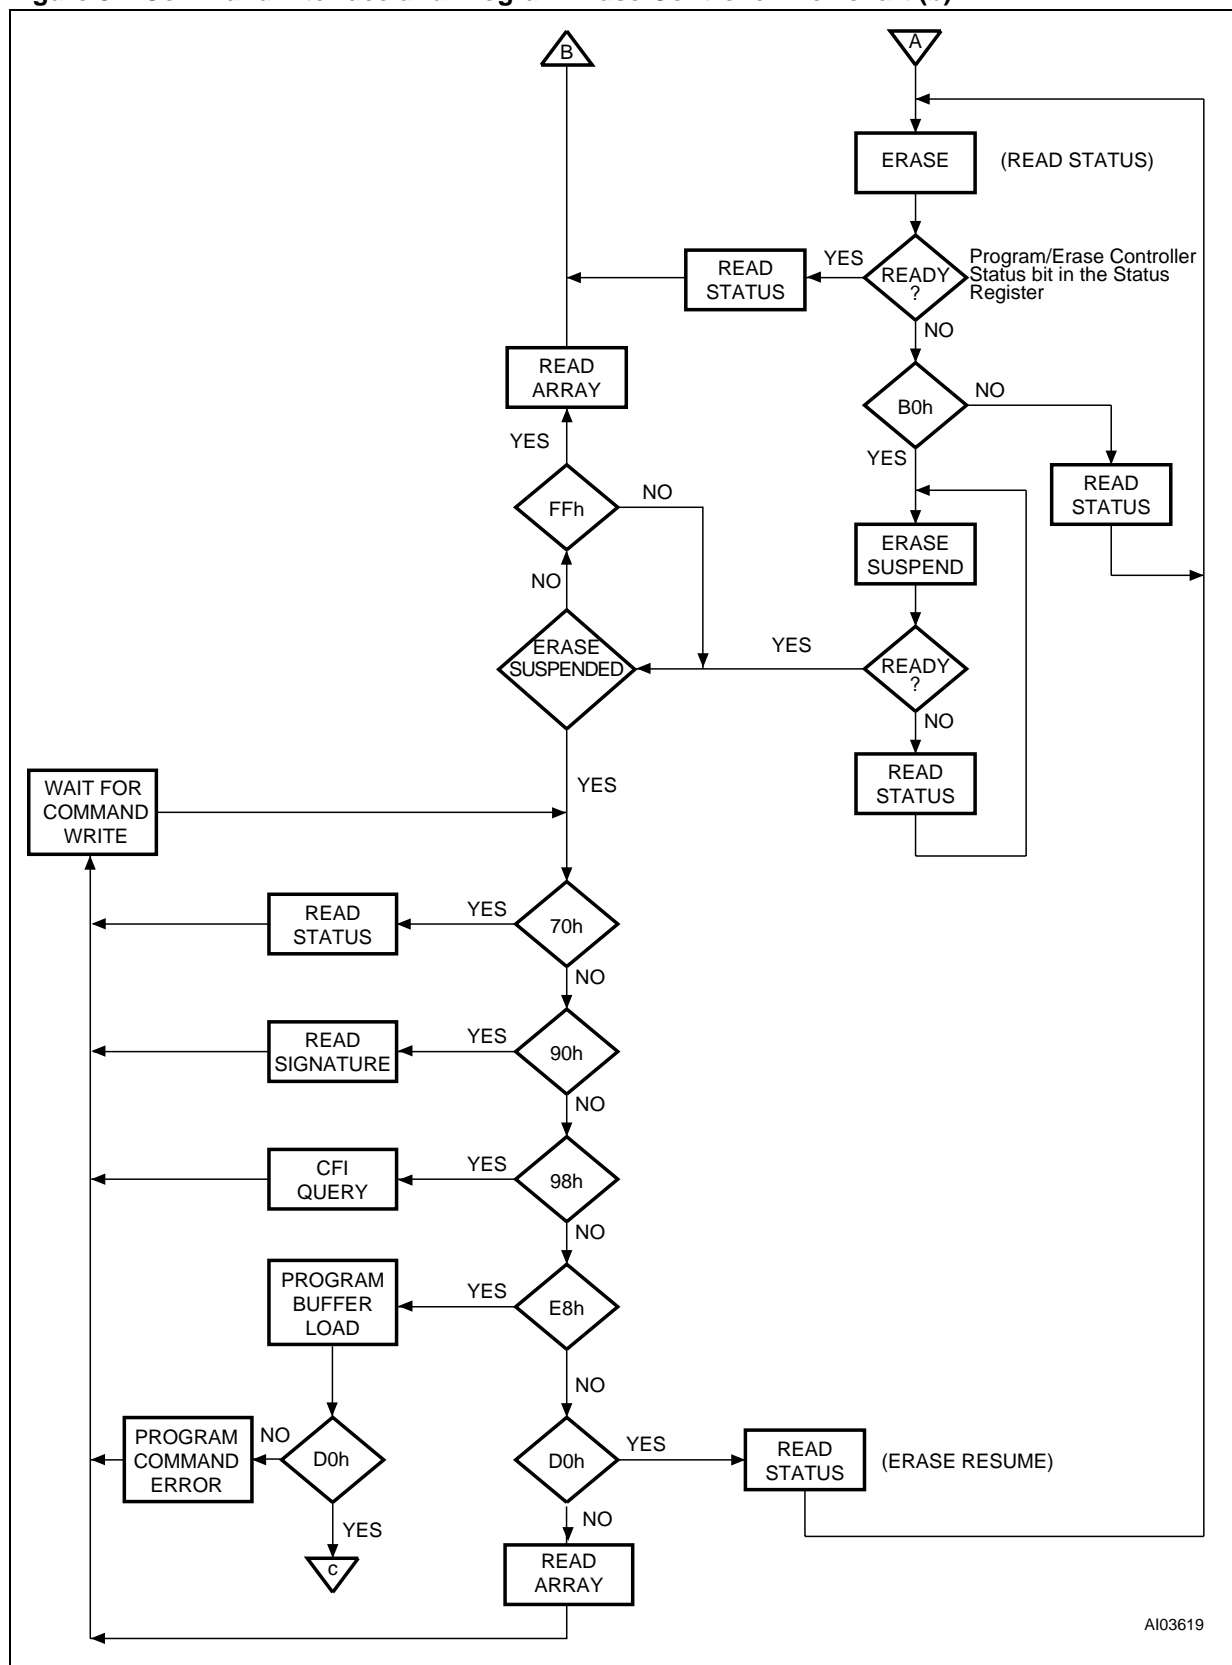 B
A
ERASE
(READ STATUS)
READ
STATUS
YES
READY
?
Program/Erase Controller
Status bit in the Status
Register
NO
READ
ARRAY
B0h
NO
YES
YES
FFh
NO
READ
STATUS
ERASE
SUSPEND
NO
ERASE
SUSPENDED
YES
READY
?
NO
READ
STATUS
YES
WAIT FOR
COMMAND
WRITE
READ
STATUS
YES
70h
NO
READ
SIGNATURE
YES
90h
NO
CFI
QUERY
YES
98h
NO
PROGRAM
BUFFER
LOAD
YES
E8h
NO
PROGRAM
COMMAND
ERROR
NO
D0h
YES
c
D0h
YES
READ
STATUS
(ERASE RESUME)
NO
READ
ARRAY
AI03619